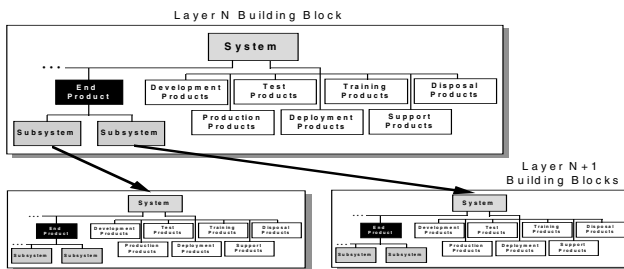 Layer N Building Block
System
...
End
Product
Development
Products
Test
Products
Training
Products
Disposal
Products
Production
Products
Deployment
Products
Support
Products
Subsystem
Subsystem
Layer N+1
Building Blocks
System
...
End
Product
Development
Products
Test
Products
Training
Products
Disposal
Products
Production
Products
Deployment
Products
Support
Products
...
Subsystem
Subsystem
System
...
End
Product
Development
Products
Test
Products
Training
Products
Disposal
Products
Production
Products
Deployment
Products
Support
Products
...
Subsystem
Subsystem